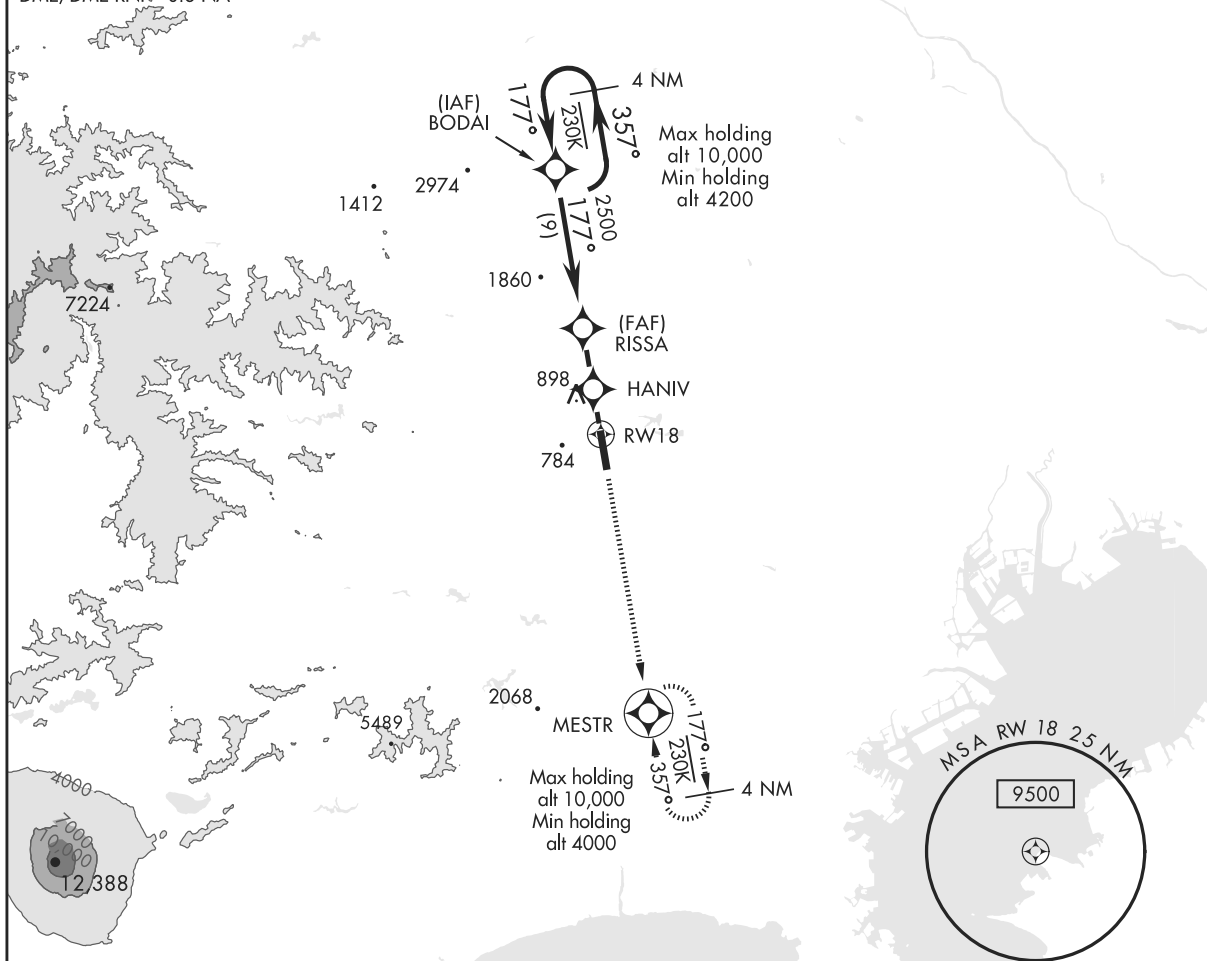 4 NM
(IAF)
BODAI
177°
230K
357°
Max holding
alt 10,000
Min holding
alt 4200
2974
1412
2500
177°
(9)
1860
7224
(FAF)
RISSA
898
HANIV
RW18
784
2068
MESTR
5489
177°
230K
357°
4 NM
Max holding
alt 10,000
Min holding
alt 4000
MSA RW 18 25 NM
9500
4000
7000
10000
12,388